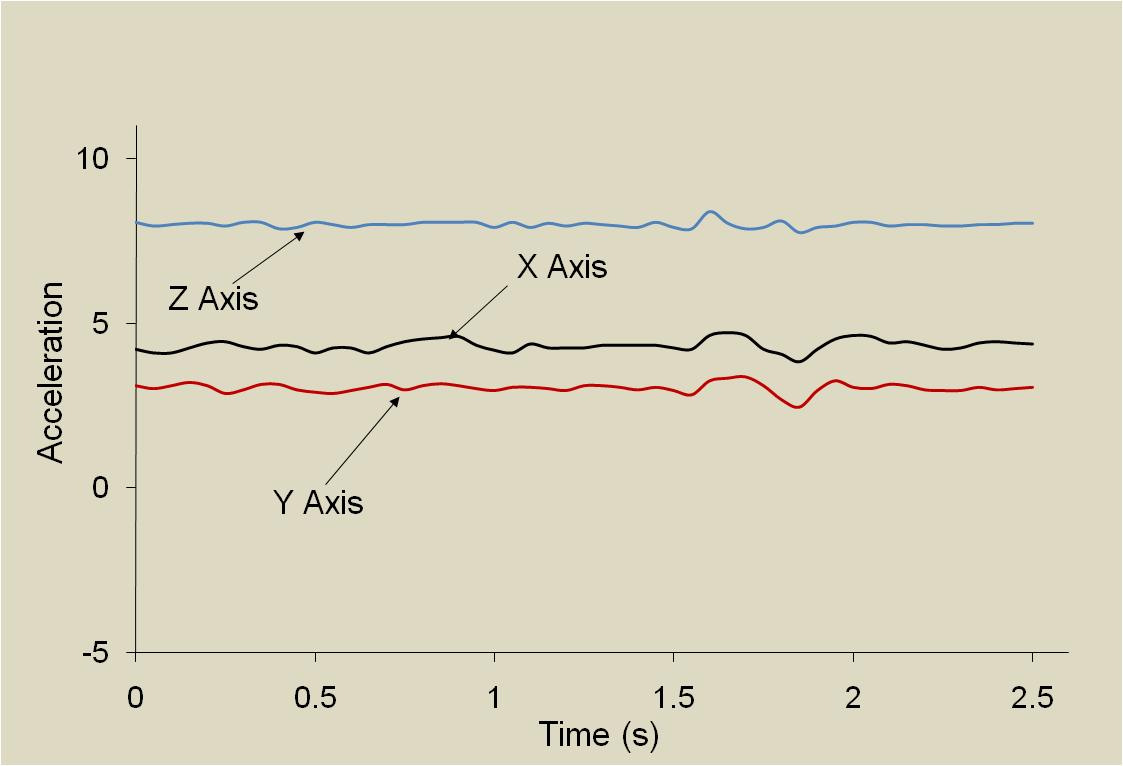 10
5
0
-5
Acceleration
Z Axis
X Axis
Y Axis
0 0.5 1 1.5 2 2.5
Time (s)